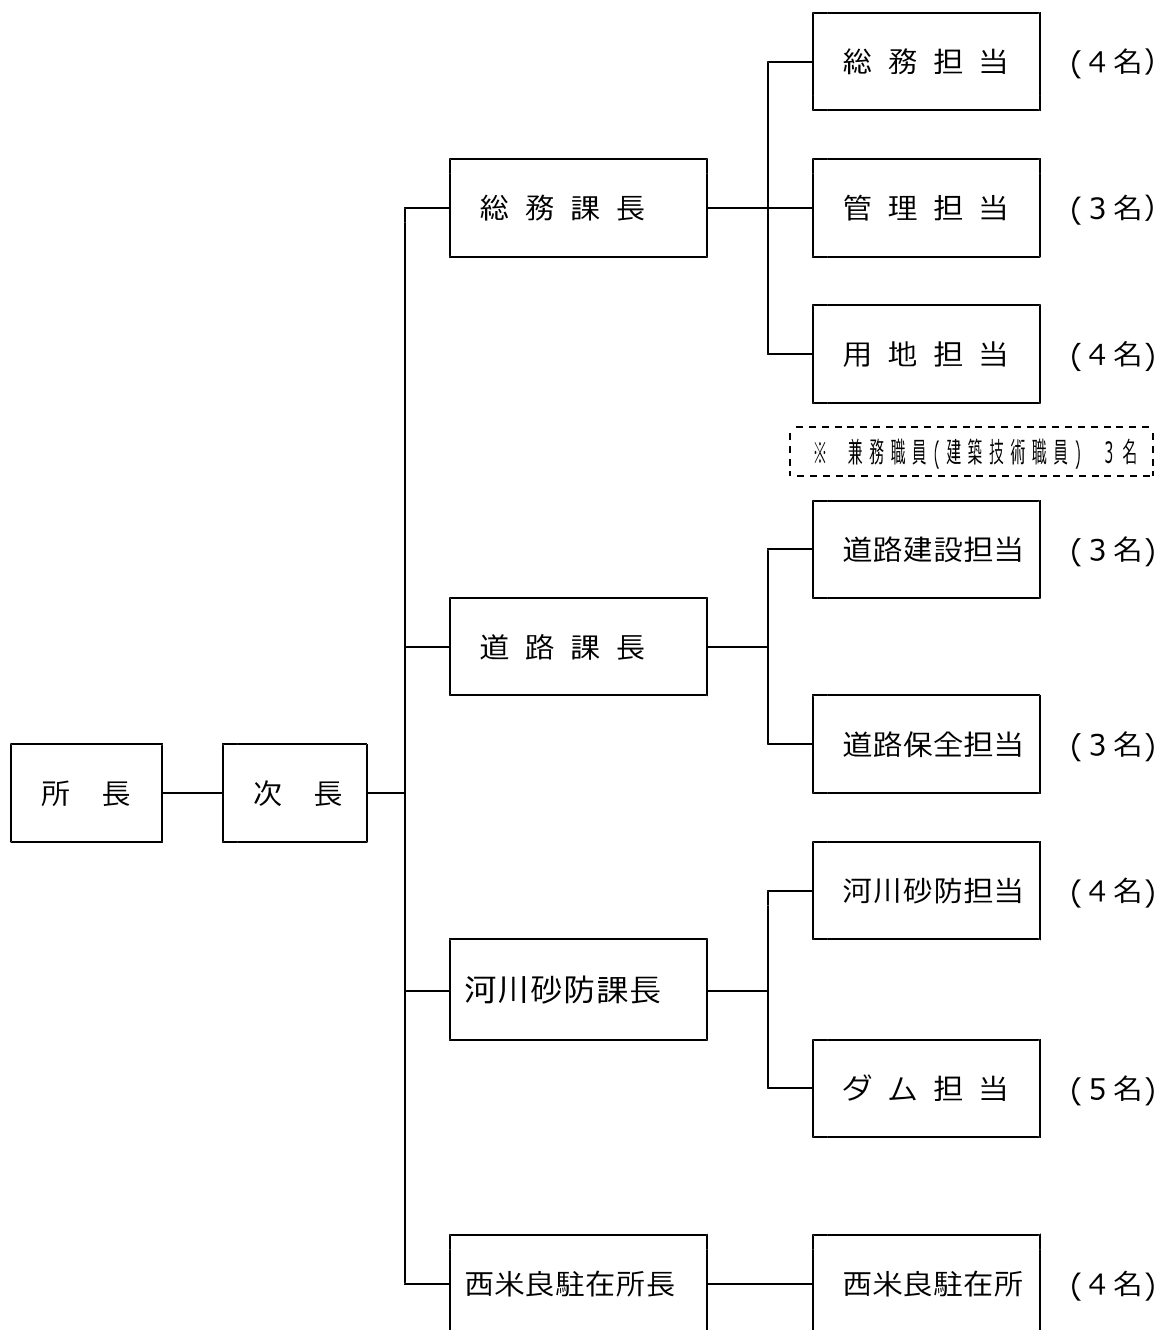 総務担当 (４名)
総務課長 管理担当 (３名)
用地担当 (４名)
※ 兼務職員(建築技術職員) 3名
道路建設担当 (３名)
道路課長
道路保全担当 (３名)
所長 次長
河川砂防担当 (４名)
河川砂防課長
ダム担当 (５名)
西米良駐在所長 西米良駐在所 (４名)